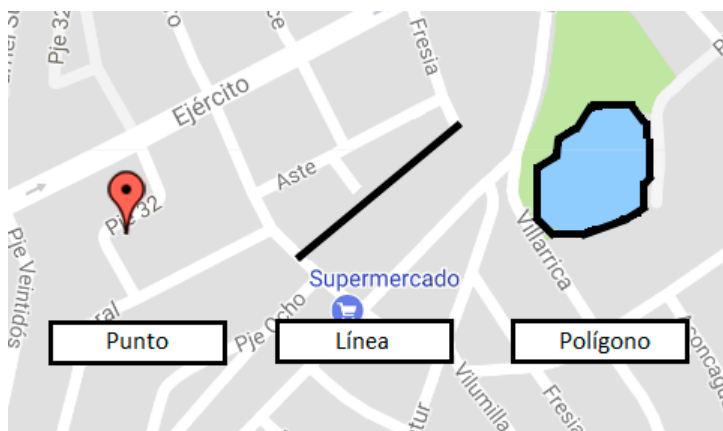 Pje 32
Fresia
Ejército
Aste
Pje 32
Villarrica
Pje Veintidós
Supermercado
Pje Ocho
Punto
Línea
Polígono
Vilumilla
Fresia